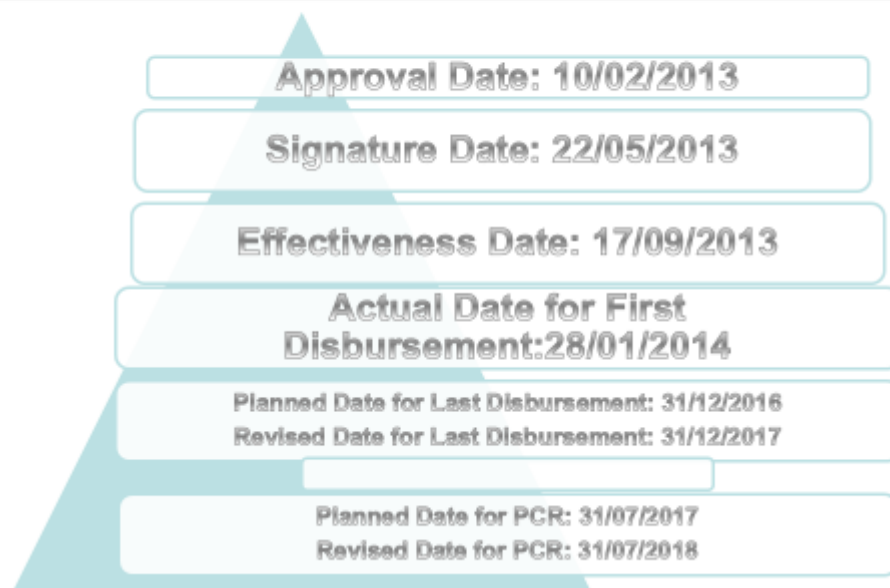 Approval Date: 10/02/2013
Signature Date: 22/05/2013
Effectiveness Date: 17/09/2013
Actual Date for First
Disbursement:28/01/2014
Planned Date for Last Disbursement: 31/12/2016
Revised Date for Last Disbursement: 31/12/2017
Planned Date for PCR: 31/07/2017
Revised Date for PCR: 31/07/2018